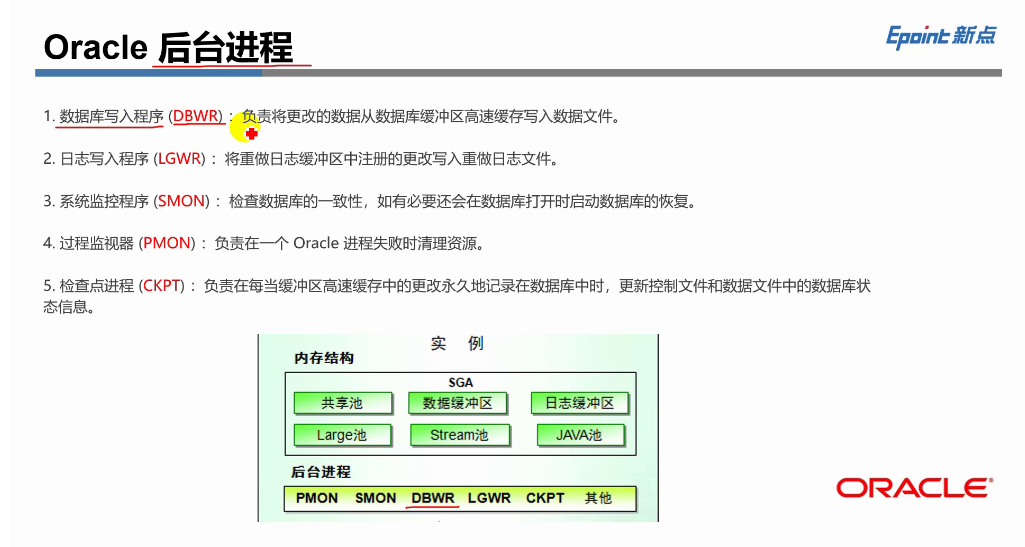 Oracle 后台进程
Epoint 新点
1. 数据库写入程序 (DBWR) ：负责将更改的数据从数据库缓冲区高速缓存写入数据文件。
2. 日志写入程序 (LGWR) ：将重做日志缓冲区中注册的更改写入重做日志文件。
3. 系统监控程序 (SMON) ：检查数据库的一致性，如有必要还会在数据库打开时启动数据库的恢复。
4. 过程监视器 (PMON) ：负责在一个 Oracle 进程失败时清理资源。
5. 检查点进程 (CKPT) ：负责在每当缓冲区高速缓存中的更改永久地记录在数据库中时，更新控制文件和数据文件中的数据库状
态信息。
实 例
内存结构
SGA
共享池 数据缓冲区 日志缓冲区
Large池 Stream池 JAVA池
后台进程
PMON SMON DBWR LGWR CKPT 其他
ORACLE